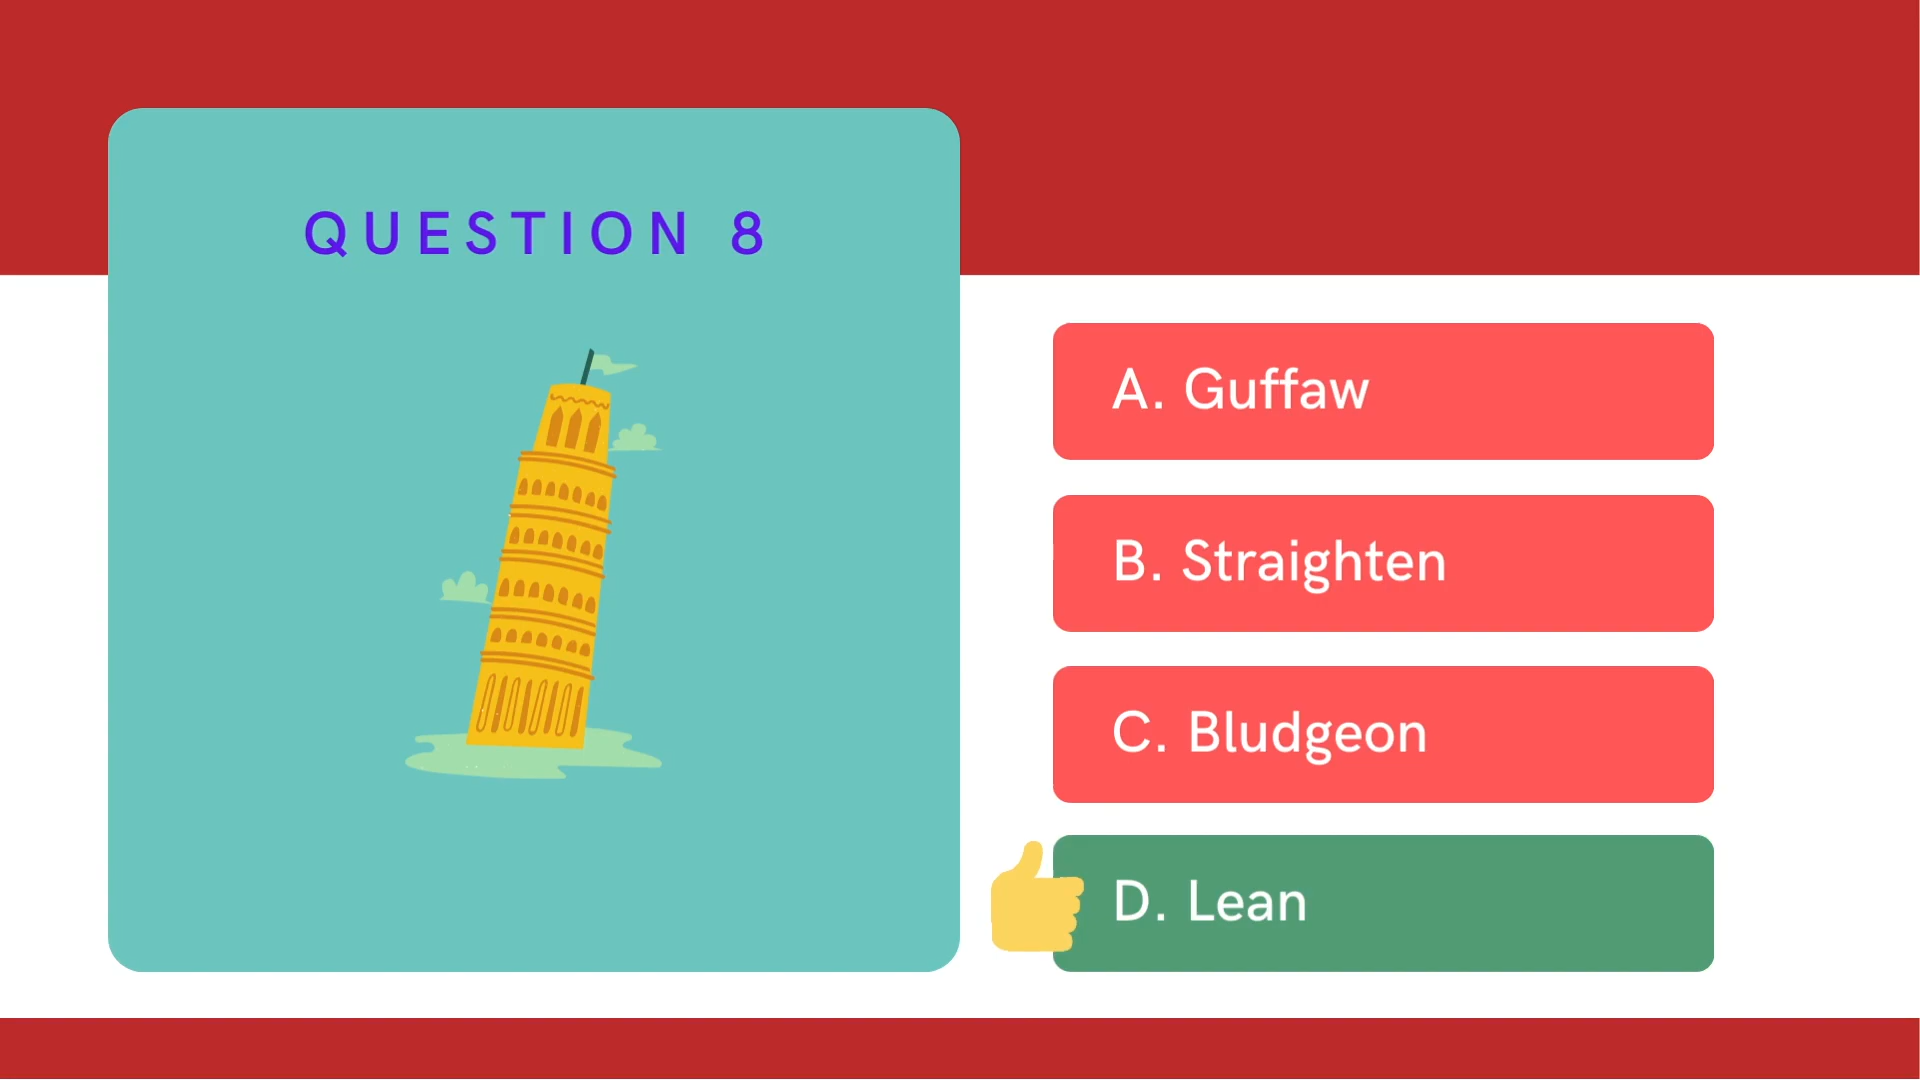 QUESTION 8
A. Guffaw
B. Straighten
C. Bludgeon
D. Lean